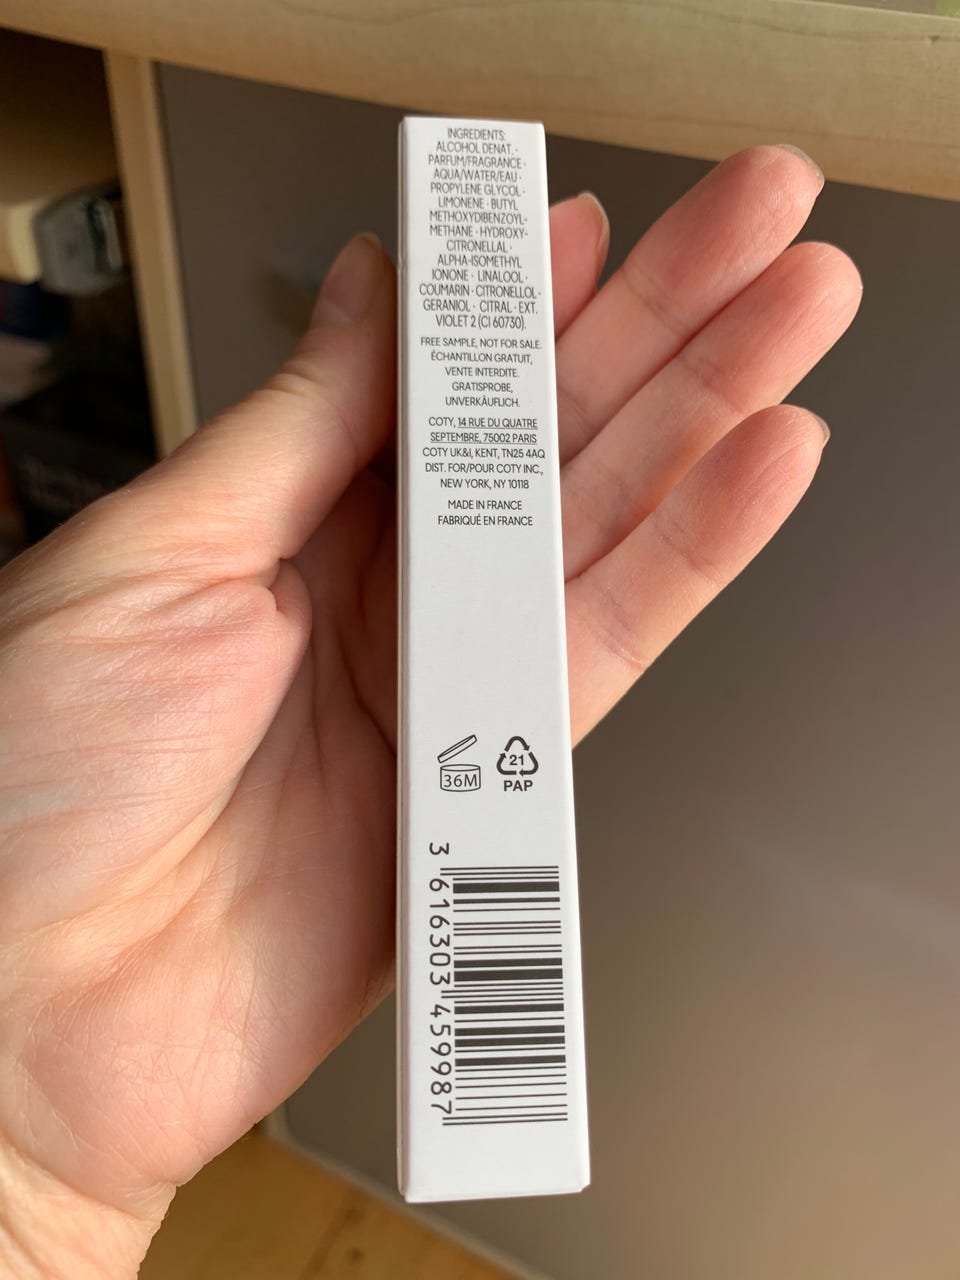 INGREDIENTS:
ALCOHOL DENAT. ·
PARFUM/FRAGRANCE ·
AQUA/WATER/EAU ·
PROPYLENE GLYCOL ·
LIMONENE · BUTYL
METHOXYDIBENZOYL-
METHANE · HYDROXY-
CITRONELLAL ·
ALPHA-ISOMETHYL
IONONE · LINALOOL ·
COUMARIN · CITRONELLOL ·
GERANIOL · CITRAL · EXT.
VIOLET 2 (CI 60730).
FREE SAMPLE, NOT FOR SALE.
ÉCHANTILLON GRATUIT,
VENTE INTERDITE.
GRATISPROBE,
UNVERKÄUFLICH.
COTY, 14 RUE DU QUATRE
SEPTEMBRE, 75002 PARIS
COTY UK&I, KENT, TN25 4AQ
DIST. FOR/POUR COTY INC.,
NEW YORK, NY 10118
MADE IN FRANCE
FABRIQUÉ EN FRANCE
36M
21
PAP
3 616303 459987